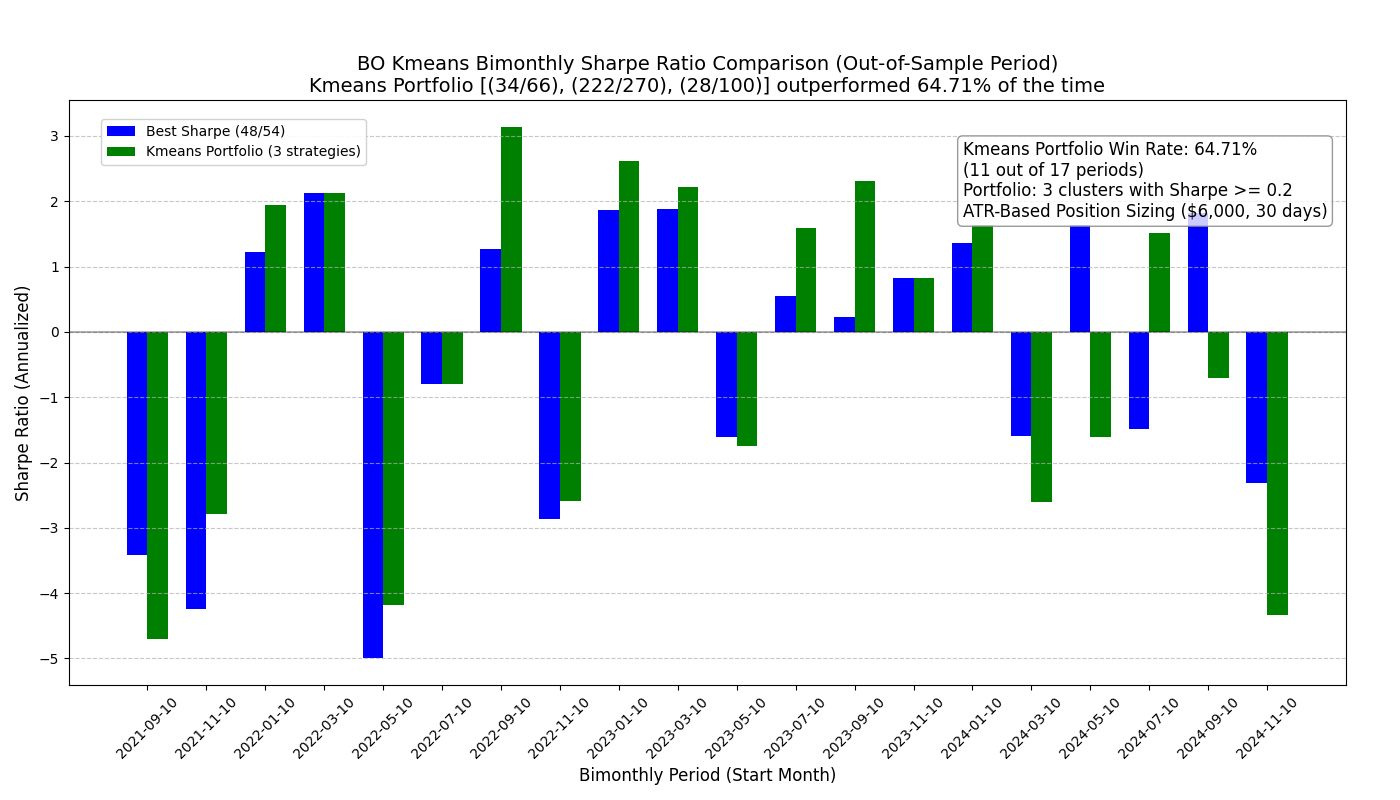 BO Kmeans Bimonthly Sharpe Ratio Comparison (Out-of-Sample Period)
Kmeans Portfolio [(34/66), (222/270), (28/100)] outperformed 64.71% of the time
Best Sharpe (48/54)
Kmeans Portfolio (3 strategies)
Kmeans Portfolio Win Rate: 64.71%
(11 out of 17 periods)
Portfolio: 3 clusters with Sharpe >= 0.2
ATR-Based Position Sizing ($6,000, 30 days)
Sharpe Ratio (Annualized)
3
2
1
0
−1
−2
−3
−4
−5
2021-09-10
2021-11-10
2022-01-10
2022-03-10
2022-05-10
2022-07-10
2022-09-10
2022-11-10
2023-01-10
2023-03-10
2023-05-10
2023-07-10
2023-09-10
2023-11-10
2024-01-10
2024-03-10
2024-05-10
2024-07-10
2024-09-10
2024-11-10
Bimonthly Period (Start Month)